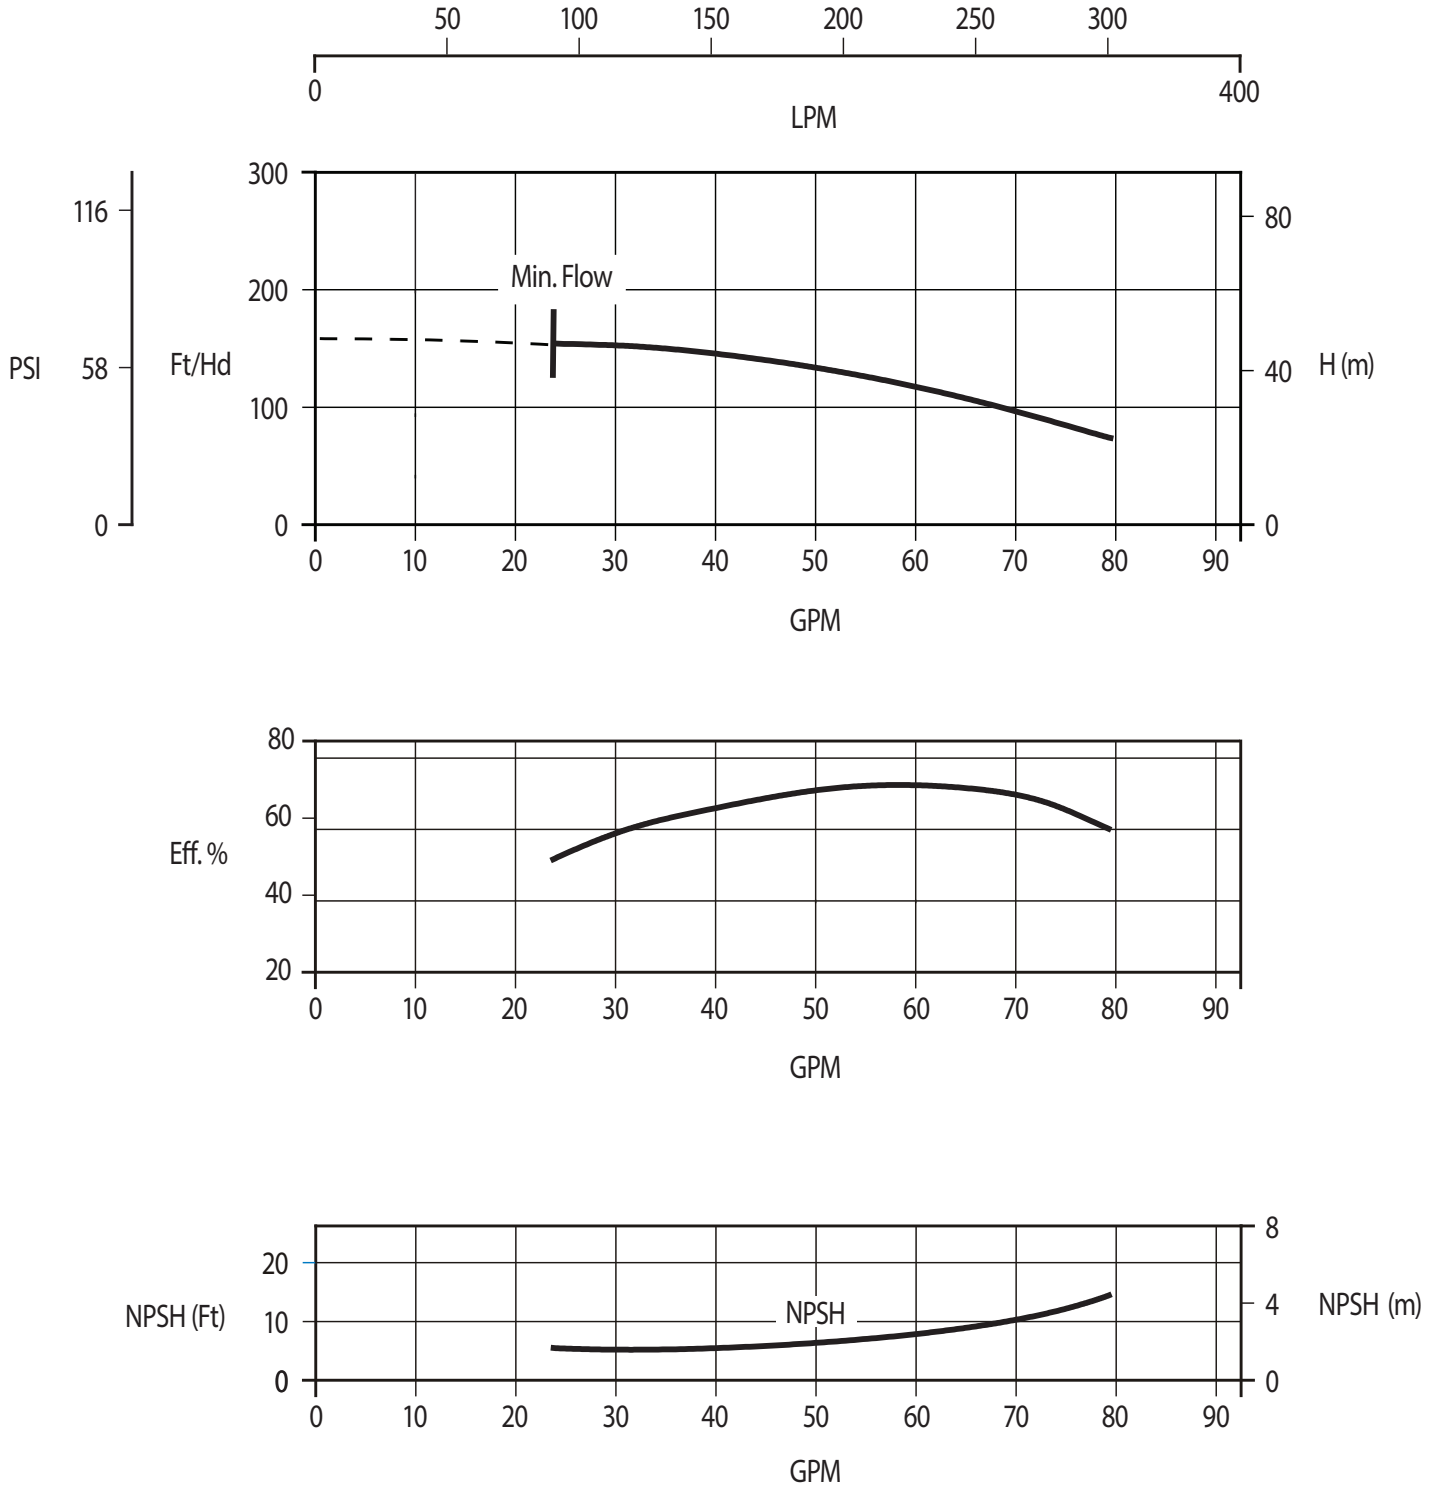 50 100 150 200 250 300
0 400
LPM
300
116 80
200
Min. Flow
PSI 58 Ft/Hd 40 H (m)
100
0 0 0
0 10 20 30 40 50 60 70 80 90
GPM
80
60
Eff. %
40
20
0 10 20 30 40 50 60 70 80 90
GPM
8
20
NPSH (Ft) NPSH 4 NPSH (m)
10
0 0
0 10 20 30 40 50 60 70 80 90
GPM